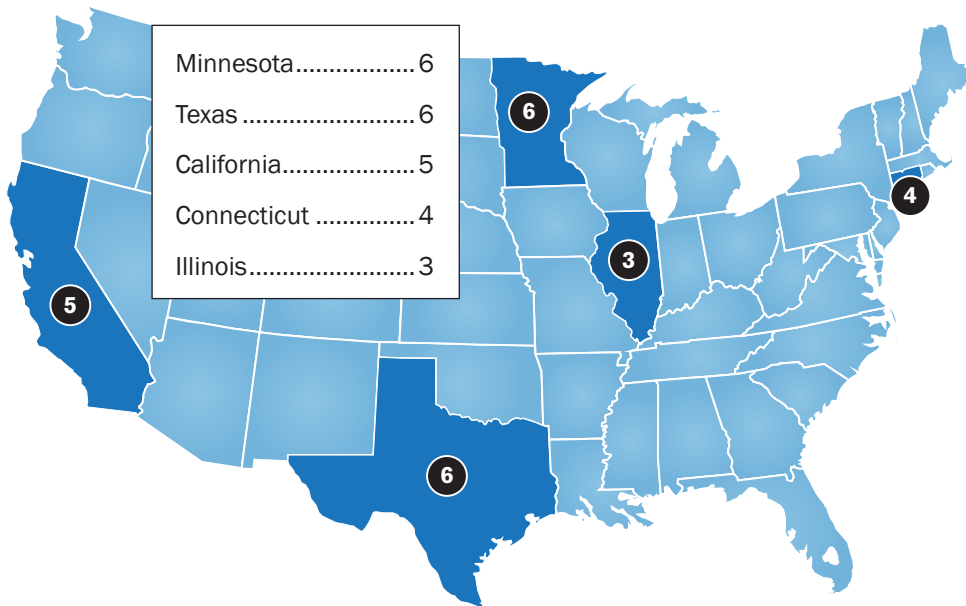 Minnesota................6
Texas ........................6
California...................5
Connecticut ..............4
Illinois........................3
6
4
3
5
6